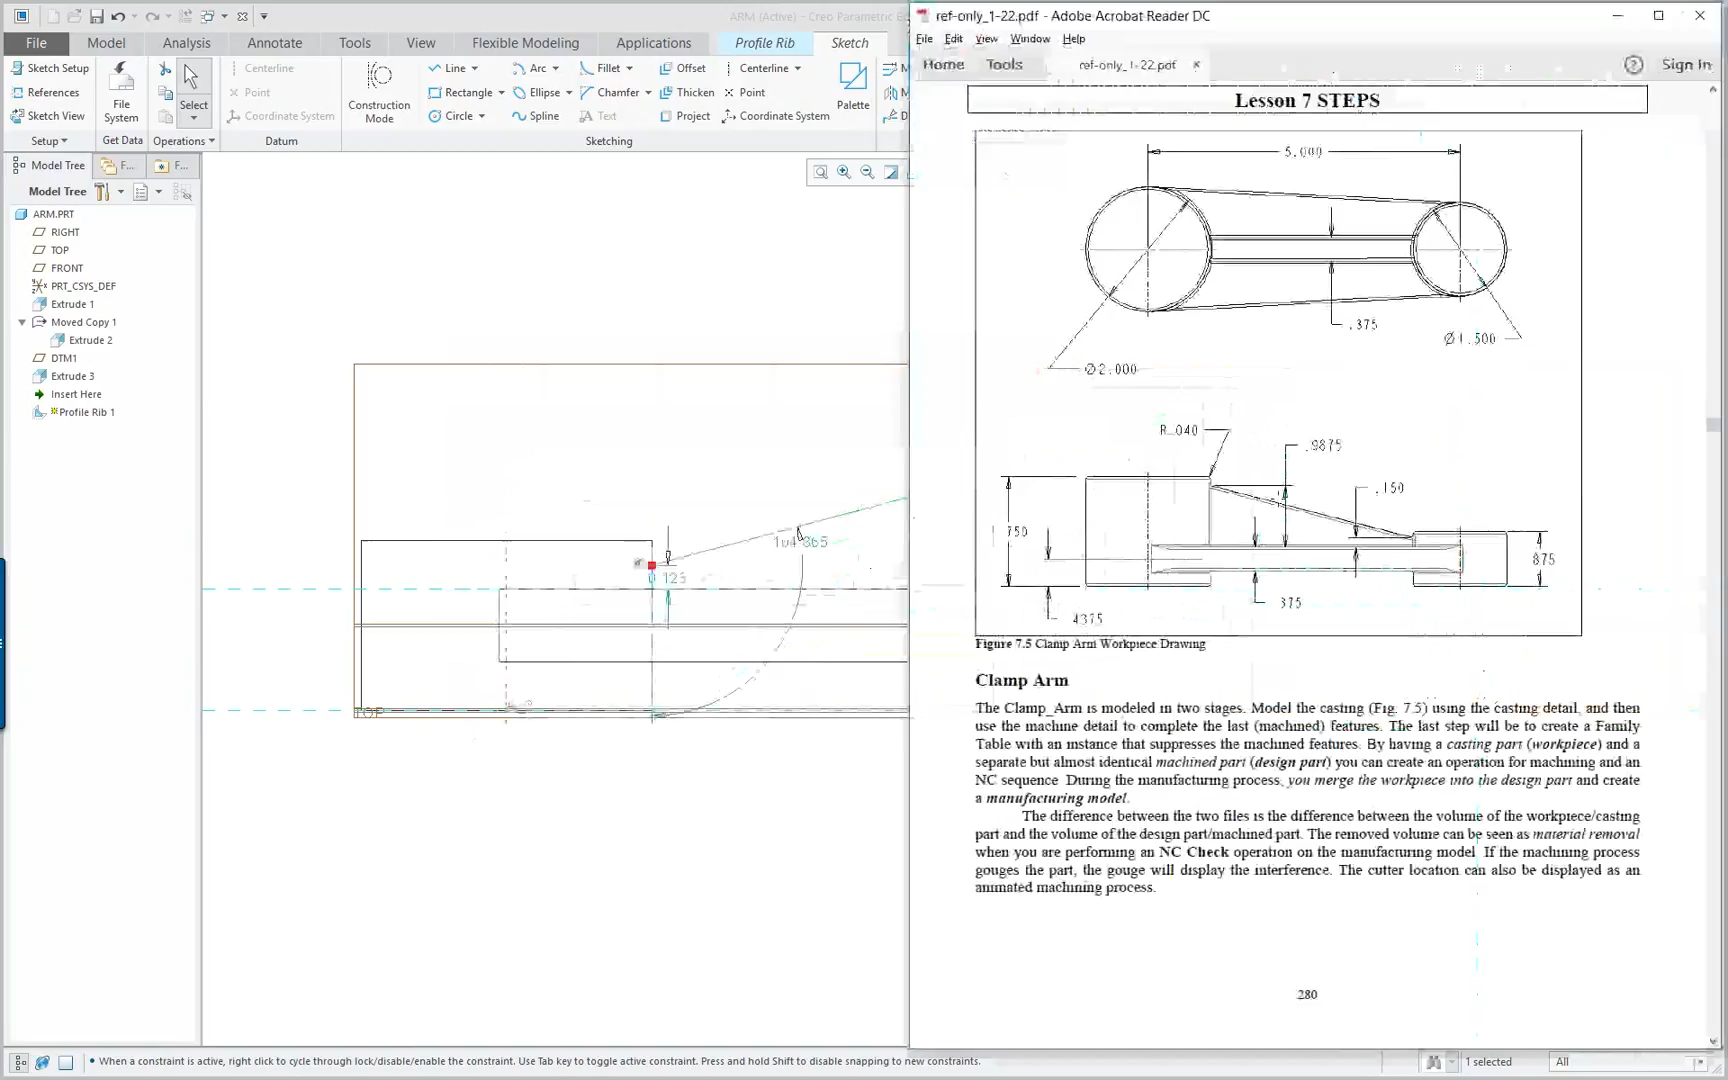 ARM (Active) - Creo Parametric
File Model Analysis Annotate Tools View Flexible Modeling Applications Profile Rib Sketch
Sketch Setup
References
Sketch View
Setup
File System
Get Data
Select
Operations
Centerline
Point
Coordinate System
Datum
Construction Mode
Line Arc Fillet Offset Centerline
Rectangle Ellipse Chamfer Thicken Point
Circle Spline Text Project Coordinate System
Palette
Sketching
Model Tree F... F...
Model Tree
ARM.PRT
RIGHT
TOP
FRONT
PRT_CSYS_DEF
Extrude 1
Moved Copy 1
Extrude 2
DTM1
Extrude 3
Insert Here
Profile Rib 1
0.125
TOP
• When a constraint is active, right click to cycle through lock/disable/enable the constraint. Use Tab key to toggle active constraint. Press and hold Shift to disable snapping to new constraints.
1 selected
All
ref-only_1-22.pdf - Adobe Acrobat Reader DC
File Edit View Window Help
Home Tools ref-only_1-22.pdf × Sign In
Lesson 7 STEPS
5.000
.375
Ø1.500
Ø2.000
R.040
.9875
.150
750
875
375
4375
Figure 7.5 Clamp Arm Workpiece Drawing
Clamp Arm
The Clamp_Arm is modeled in two stages. Model the casting (Fig. 7.5) using the casting detail, and then
use the machine detail to complete the last (machined) features. The last step will be to create a Family
Table with an instance that suppresses the machined features. By having a casting part (workpiece) and a
separate but almost identical machined part (design part) you can create an operation for machining and an
NC sequence. During the manufacturing process, you merge the workpiece into the design part and create
a manufacturing model.
The difference between the two files is the difference between the volume of the workpiece/casting
part and the volume of the design part/machined part. The removed volume can be seen as material removal
when you are performing an NC Check operation on the manufacturing model. If the machining process
gouges the part, the gouge will display the interference. The cutter location can also be displayed as an
animated machining process.
280